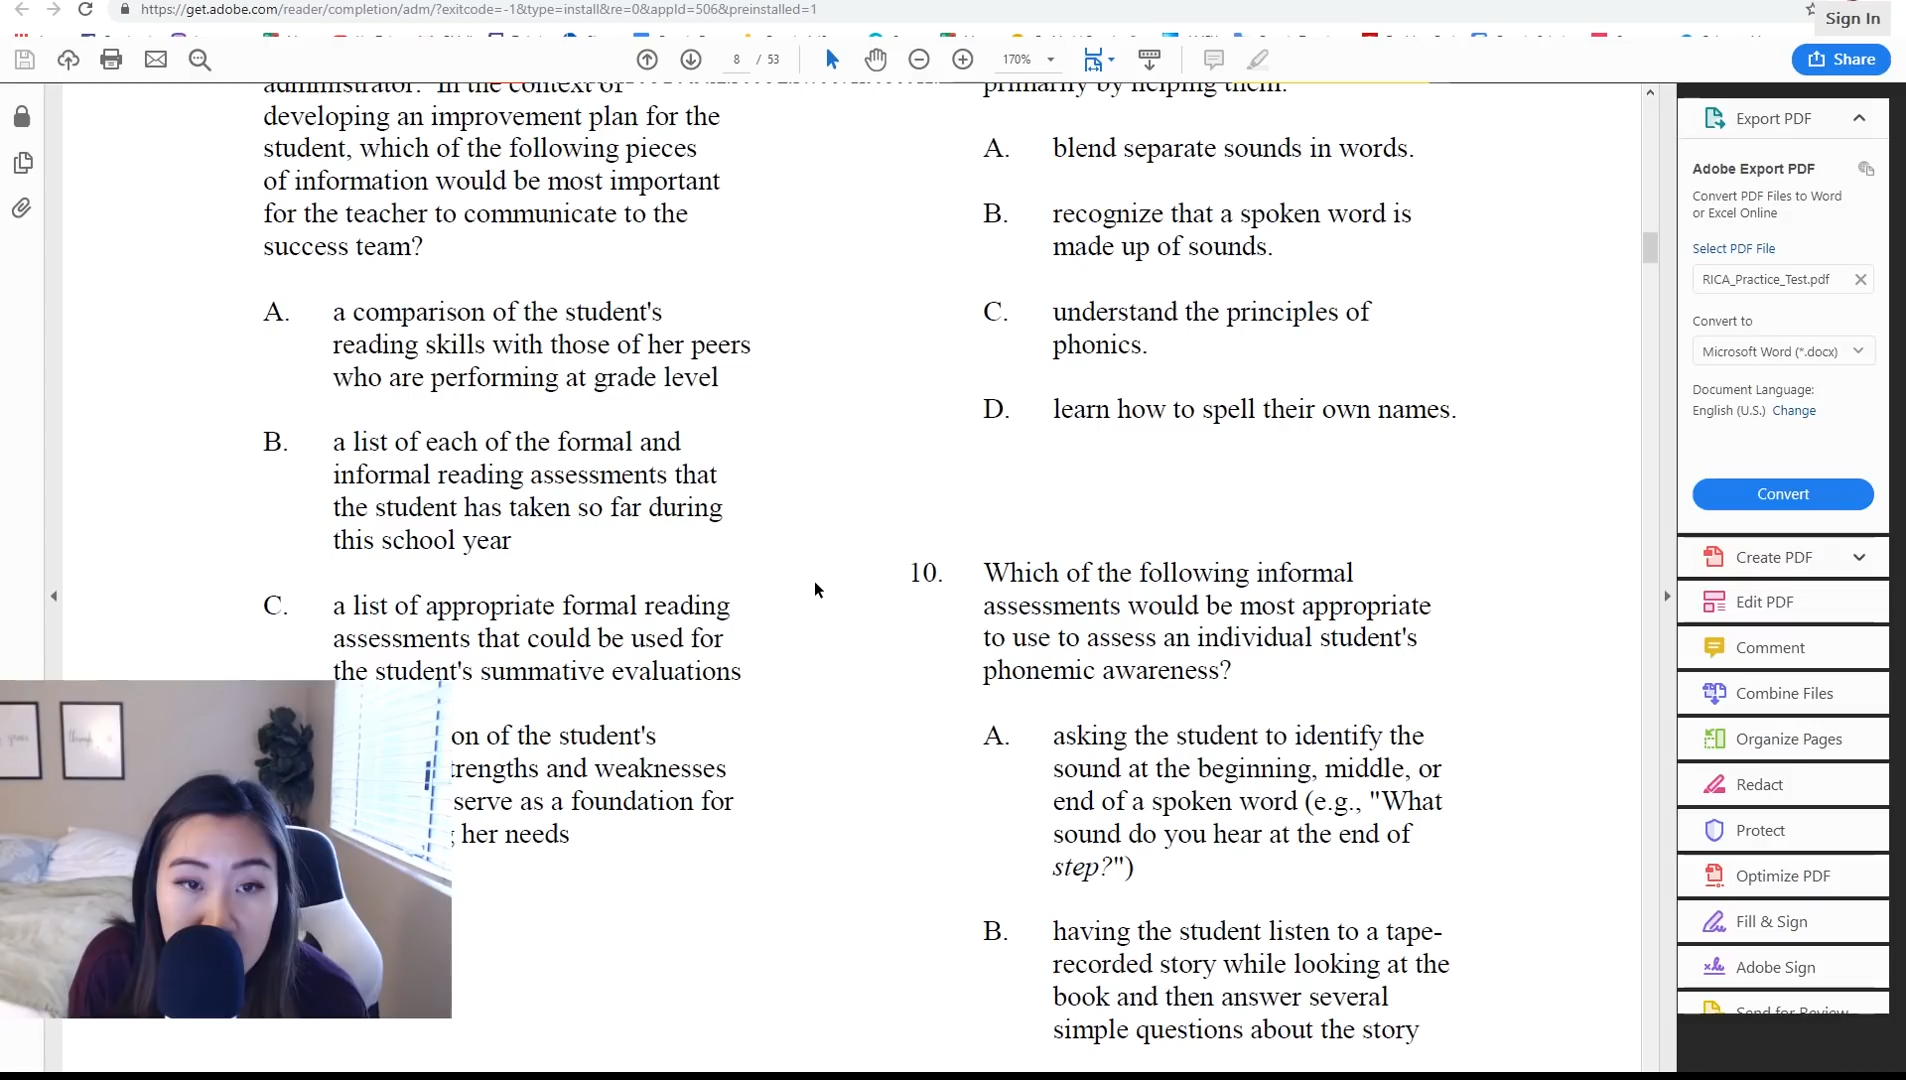 https://get.adobe.com/reader/completion/adm/?exitcode=-1&type=install&re=0&appId=506&preinstalled=1
Sign In
8 / 53
170%
Share
administrator. In the context of
developing an improvement plan for the
student, which of the following pieces
of information would be most important
for the teacher to communicate to the
success team?
A. a comparison of the student's
reading skills with those of her peers
who are performing at grade level
B. a list of each of the formal and
informal reading assessments that
the student has taken so far during
this school year
C. a list of appropriate formal reading
assessments that could be used for
the student's summative evaluations
on of the student's
trengths and weaknesses
serve as a foundation for
her needs
primarily by helping them:
A. blend separate sounds in words.
B. recognize that a spoken word is
made up of sounds.
C. understand the principles of
phonics.
D. learn how to spell their own names.
10. Which of the following informal
assessments would be most appropriate
to use to assess an individual student's
phonemic awareness?
A. asking the student to identify the
sound at the beginning, middle, or
end of a spoken word (e.g., "What
sound do you hear at the end of
step?")
B. having the student listen to a tape-
recorded story while looking at the
book and then answer several
simple questions about the story
Export PDF
Adobe Export PDF
Convert PDF Files to Word
or Excel Online
Select PDF File
RICA_Practice_Test.pdf
Convert to
Microsoft Word (*.docx)
Document Language:
English (U.S.) Change
Convert
Create PDF
Edit PDF
Comment
Combine Files
Organize Pages
Redact
Protect
Optimize PDF
Fill & Sign
Adobe Sign
Send for Review